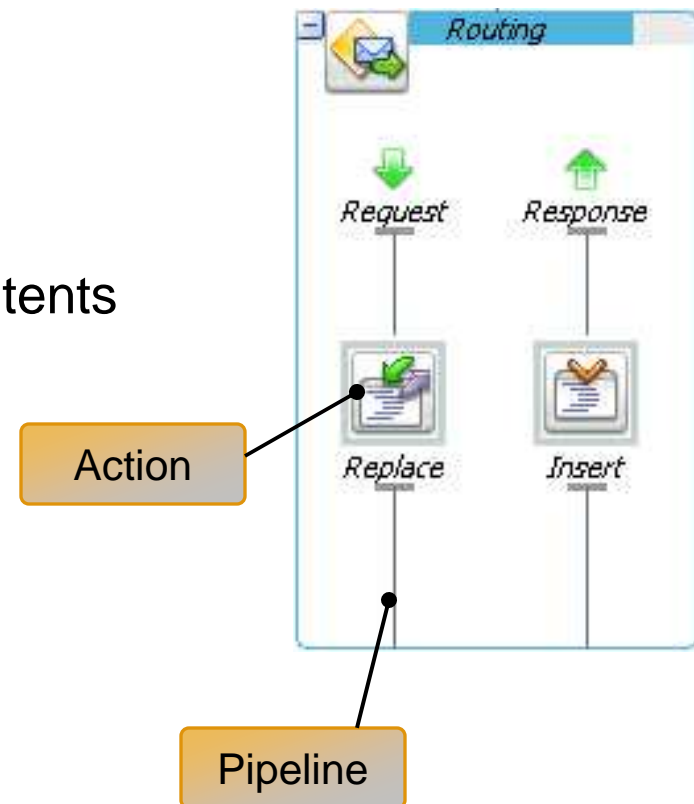 Routing
Request Response
tents
Action
Replace Insert
Pipeline